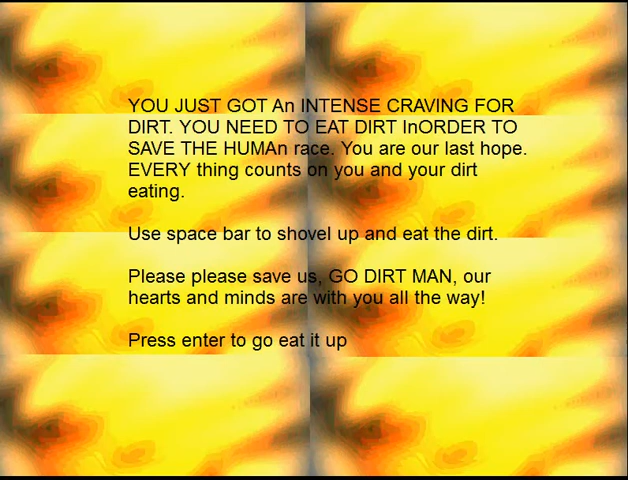 YOU JUST GOT An INTENSE CRAVING FOR
DIRT. YOU NEED TO EAT DIRT InORDER TO
SAVE THE HUMAn race. You are our last hope.
EVERY thing counts on you and your dirt
eating.
Use space bar to shovel up and eat the dirt.
Please please save us, GO DIRT MAN, our
hearts and minds are with you all the way!
Press enter to go eat it up